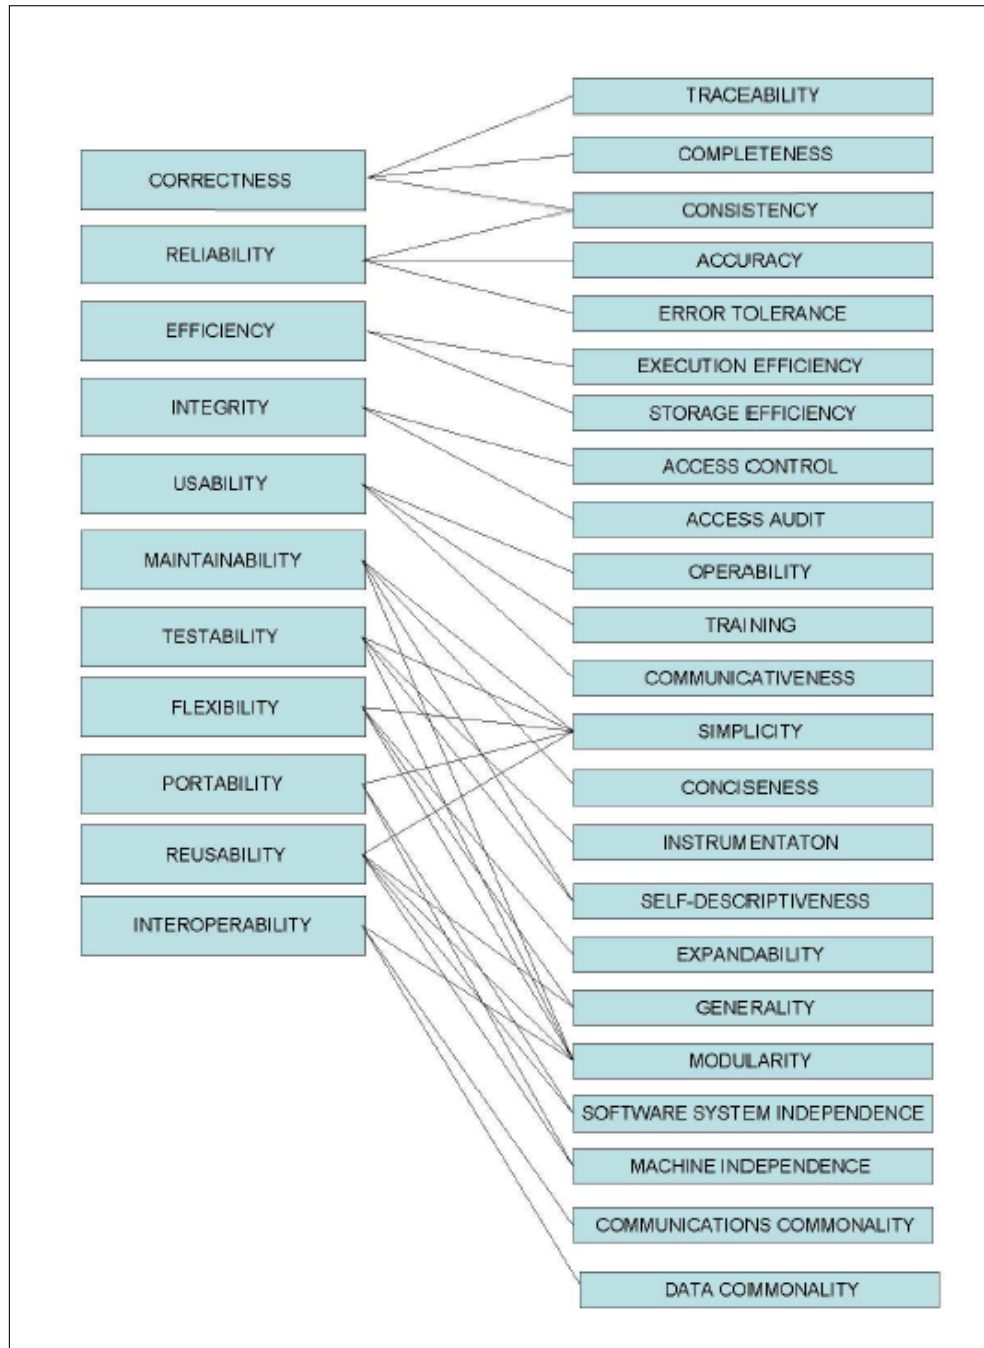 CORRECTNESS
RELIABILITY
EFFICIENCY
INTEGRITY
USABILITY
MAINTAINABILITY
TESTABILITY
FLEXIBILITY
PORTABILITY
REUSABILITY
INTEROPERABILITY
TRACEABILITY
COMPLETENESS
CONSISTENCY
ACCURACY
ERROR TOLERANCE
EXECUTION EFFICIENCY
STORAGE EFFICIENCY
ACCESS CONTROL
ACCESS AUDIT
OPERABILITY
TRAINING
COMMUNICATIVENESS
SIMPLICITY
CONCISENESS
INSTRUMENTATON
SELF-DESCRIPTIVENESS
EXPANDABILITY
GENERALITY
MODULARITY
SOFTWARE SYSTEM INDEPENDENCE
MACHINE INDEPENDENCE
COMMUNICATIONS COMMONALITY
DATA COMMONALITY